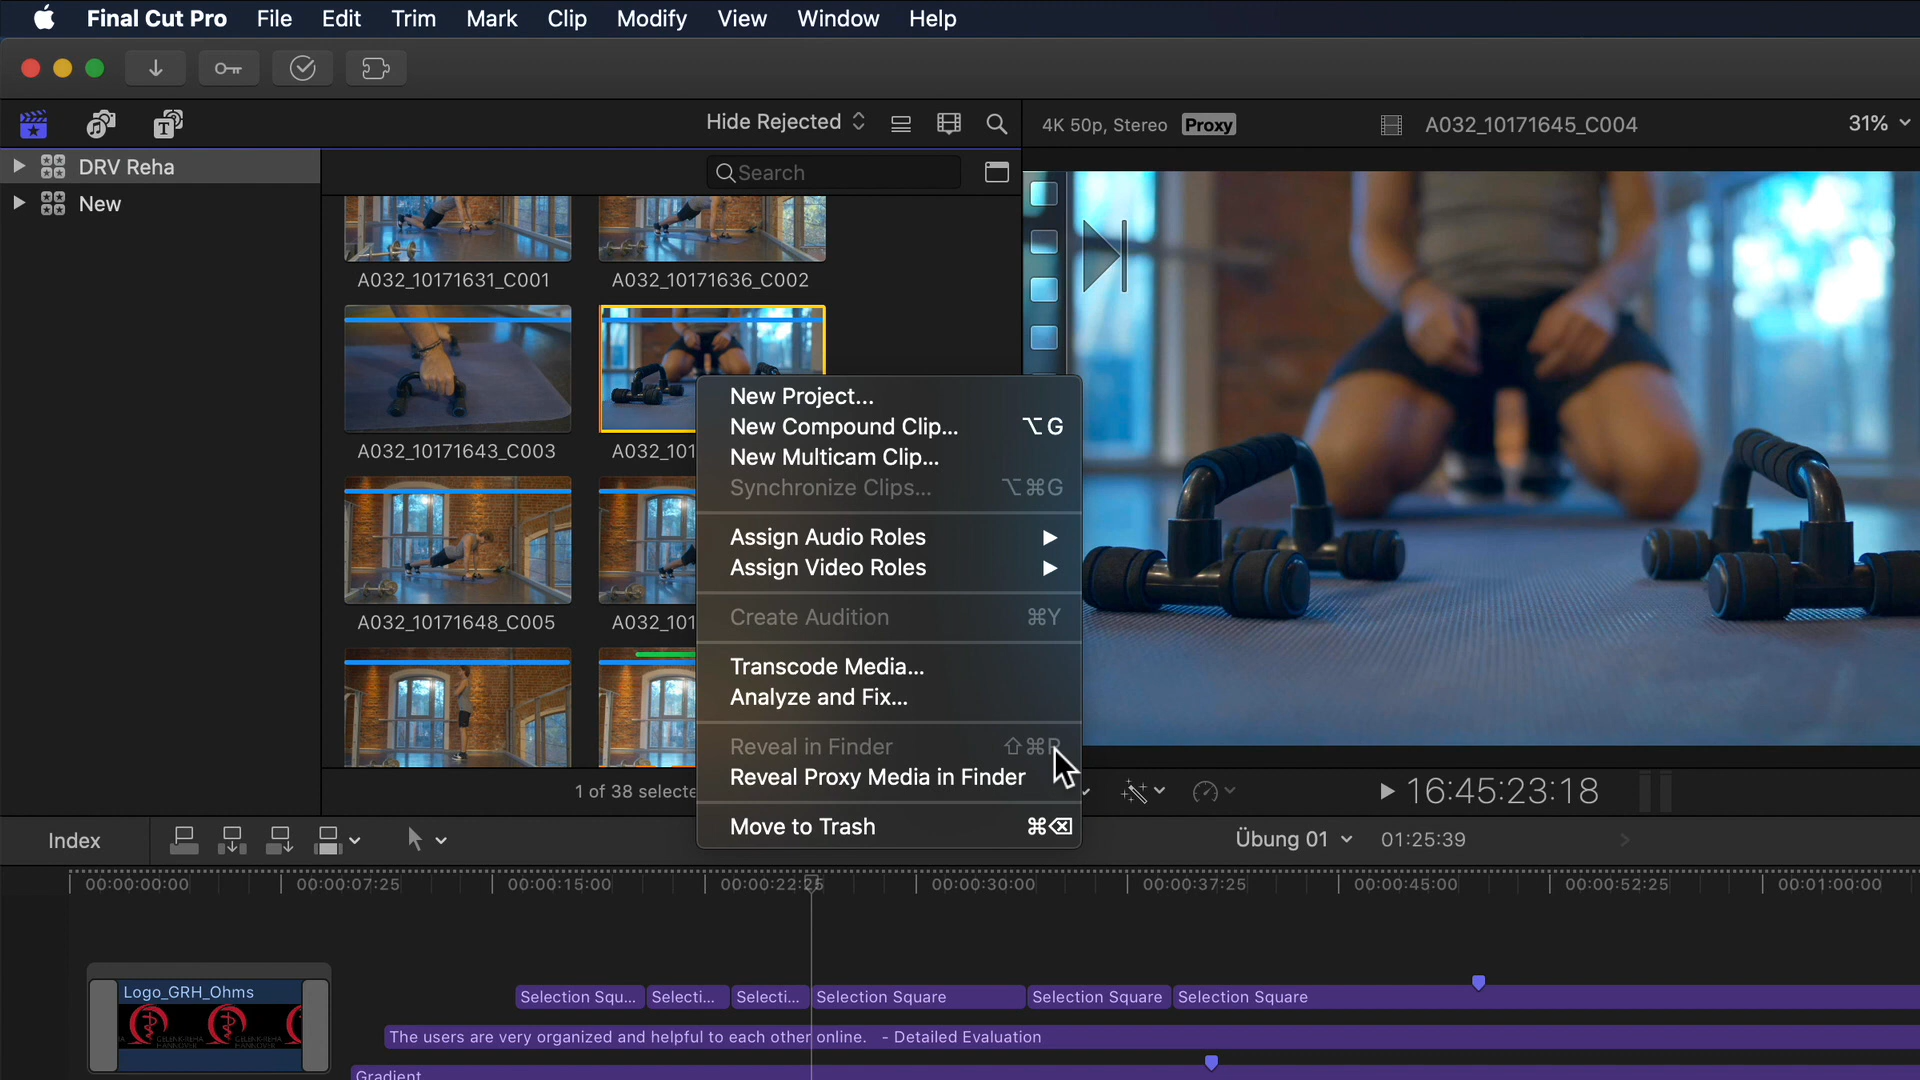 Final Cut Pro File Edit Trim Mark Clip Modify View Window Help
Hide Rejected
4K 50p, Stereo Proxy
A032_10171645_C004
31%
DRV Reha
New
Search
A032_10171631_C001
A032_10171636_C002
A032_10171643_C003
A032_101
A032_10171648_C005
A032_101
1 of 38 selecte
New Project...
New Compound Clip... ⌥G
New Multicam Clip...
Synchronize Clips... ⌥⌘G
Assign Audio Roles
Assign Video Roles
Create Audition ⌘Y
Transcode Media...
Analyze and Fix...
Reveal in Finder ⇧⌘R
Reveal Proxy Media in Finder
Move to Trash ⌘⌫
16:45:23:18
Index
Übung 01 01:25:39
00:00:00:00 00:00:07:25 00:00:15:00 00:00:22:25 00:00:30:00 00:00:37:25 00:00:45:00 00:00:52:25 00:01:00:00
Logo_GRH_Ohms
GELENK-REHA HANNOVER
GELENK-REHA HANNOVER
Selection Squ... Selecti... Selecti... Selection Square Selection Square Selection Square
The users are very organized and helpful to each other online. - Detailed Evaluation
Gradient